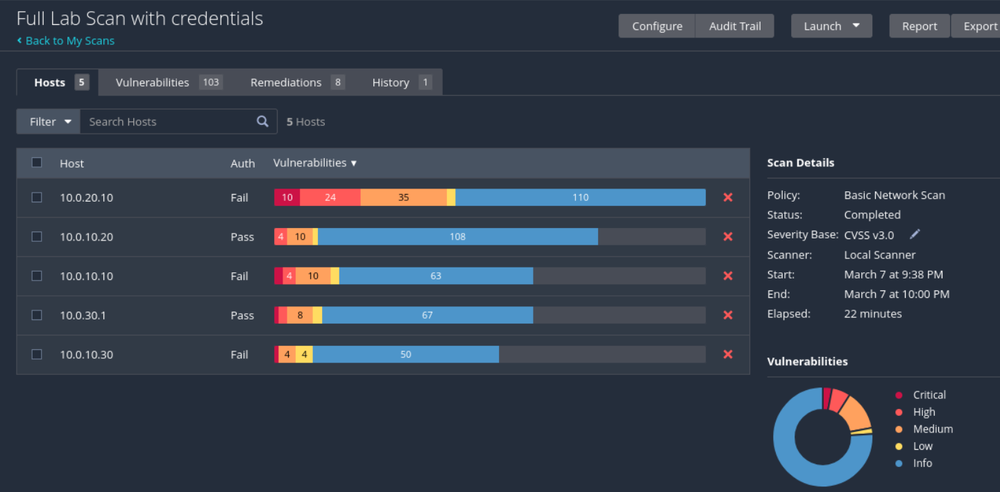 Full Lab Scan with credentials
Back to My Scans
Configure Audit Trail Launch Report Export
Hosts 5 Vulnerabilities 103 Remediations 8 History 1
Filter Search Hosts 5 Hosts
Host Auth Vulnerabilities
10.0.20.10 Fail 10 24 35 110
10.0.10.20 Pass 4 10 108
10.0.10.10 Fail 4 10 63
10.0.30.1 Pass 8 67
10.0.10.30 Fail 4 4 50
Scan Details
Policy: Basic Network Scan
Status: Completed
Severity Base: CVSS v3.0
Scanner: Local Scanner
Start: March 7 at 9:38 PM
End: March 7 at 10:00 PM
Elapsed: 22 minutes
Vulnerabilities
Critical
High
Medium
Low
Info